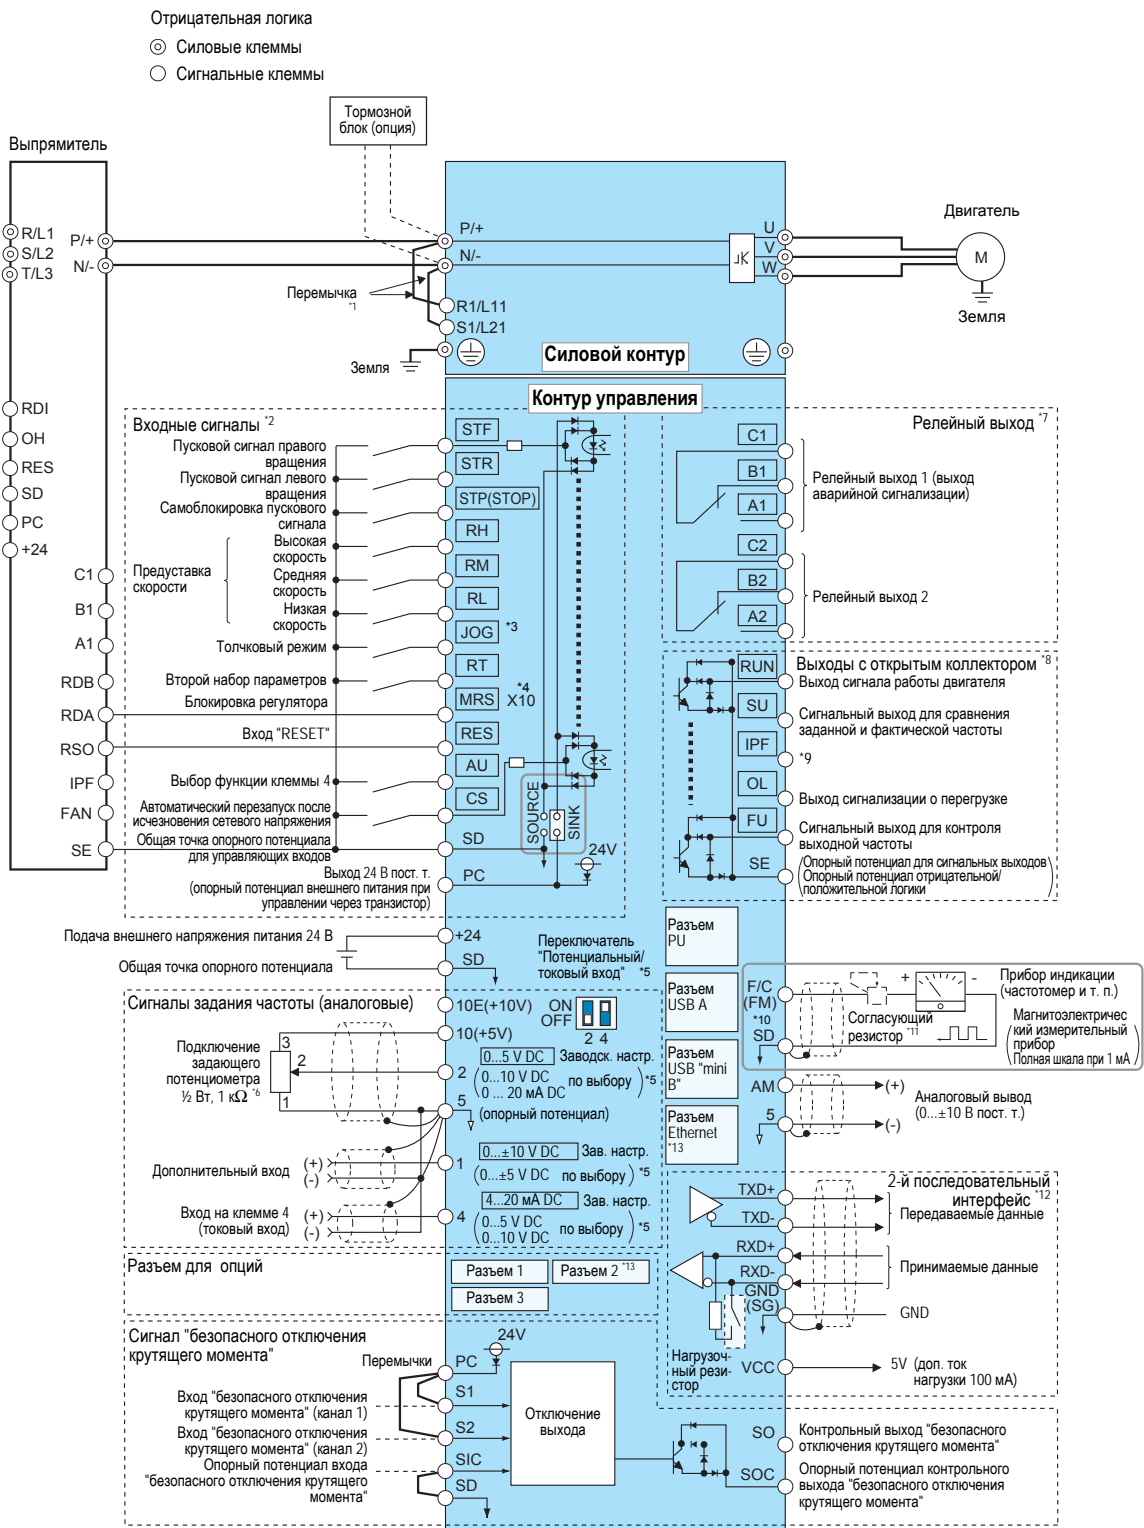 Отрицательная логика
Силовые клеммы
Сигнальные клеммы
Тормозной
блок (опция)
Выпрямитель
R/L1
S/L2
T/L3
P/+
N/-
P/+
N/-
Перемычка
*1
R1/L11
S1/L21
Земля
Силовой контур
U
V
W
Двигатель
M
Земля
Контур управления
RDI
OH
RES
SD
PC
+24
C1
B1
A1
RDB
RDA
RSO
IPF
FAN
SE
Входные сигналы *2
Пусковой сигнал правого
вращения
Пусковой сигнал левого
вращения
Самоблокировка пускового
сигнала
Предуставка
скорости
Высокая
скорость
Средняя
скорость
Низкая
скорость
Толчковый режим
Второй набор параметров
Блокировка регулятора
Вход "RESET"
Выбор функции клеммы 4
Автоматический перезапуск после
исчезновения сетевого напряжения
Общая точка опорного потенциала
для управляющих входов
Выход 24 В пост. т.
(опорный потенциал внешнего питания при
управлении через транзистор)
STF
STR
STP(STOP)
RH
RM
RL
JOG *3
RT
MRS X10 *4
RES
AU
CS
SD
PC
SOURCE
SINK
24V
Релейный выход *7
C1
B1
A1
Релейный выход 1 (выход
аварийной сигнализации)
C2
B2
A2
Релейный выход 2
Выходы с открытым коллектором *8
RUN
Выход сигнала работы двигателя
SU
Сигнальный выход для сравнения
заданной и фактической частоты
IPF
*9
OL
Выход сигнализации о перегрузке
FU
Сигнальный выход для контроля
выходной частоты
SE
(Опорный потенциал для сигнальных выходов
Опорный потенциал отрицательной/
положительной логики)
Подача внешнего напряжения питания 24 В
+24
Общая точка опорного потенциала
SD
Переключатель
"Потенциальный/
токовый вход" *5
Разъем
PU
Разъем
USB A
Разъем
USB "mini
B"
Разъем
Ethernet
*13
Сигналы задания частоты (аналоговые)
10E(+10V)
ON
OFF
2 4
10(+5V)
Подключение
задающего
потенциометра
½ Вт, 1 кΩ *6
3
2
1
2
0...5 V DC Заводск. настр.
(0...10 V DC
0 ... 20 мА DC по выбору) *5
5
(опорный потенциал)
Дополнительный вход
(+)
(-)
1
0...±10 V DC Зав. настр.
(0...±5 V DC по выбору) *5
Вход на клемме 4
(токовый вход)
(+)
(-)
4
4...20 мА DC Зав. настр.
(0...5 V DC
0...10 V DC по выбору) *5
F/C
(FM)
*10
SD
+
-
Согласующий
резистор *11
Прибор индикации
(частотомер и т. п.)
(Магнитоэлектричес
кий измерительный
прибор
Полная шкала при 1 мА)
AM
5
(+)
(-)
Аналоговый вывод
(0...±10 В пост. т.)
2-й последовательный
интерфейс *12
TXD+
TXD-
Передаваемые данные
RXD+
RXD-
Принимаемые данные
GND
(SG)
GND
Нагрузоч-
ный рези-
стор
VCC
5V (доп. ток
нагрузки 100 мА)
Разъем для опций
Разъем 1
Разъем 2 *13
Разъем 3
Сигнал "безопасного отключения
крутящего момента"
24V
Перемычки
PC
S1
Вход "безопасного отключения
крутящего момента" (канал 1)
S2
Вход "безопасного отключения
крутящего момента" (канал 2)
SIC
Опорный потенциал входа
"безопасного отключения крутящего
момента"
SD
Отключение
выхода
SO
Контрольный выход "безопасного
отключения крутящего момента"
SOC
Опорный потенциал контрольного
выхода "безопасного отключения
крутящего момента"